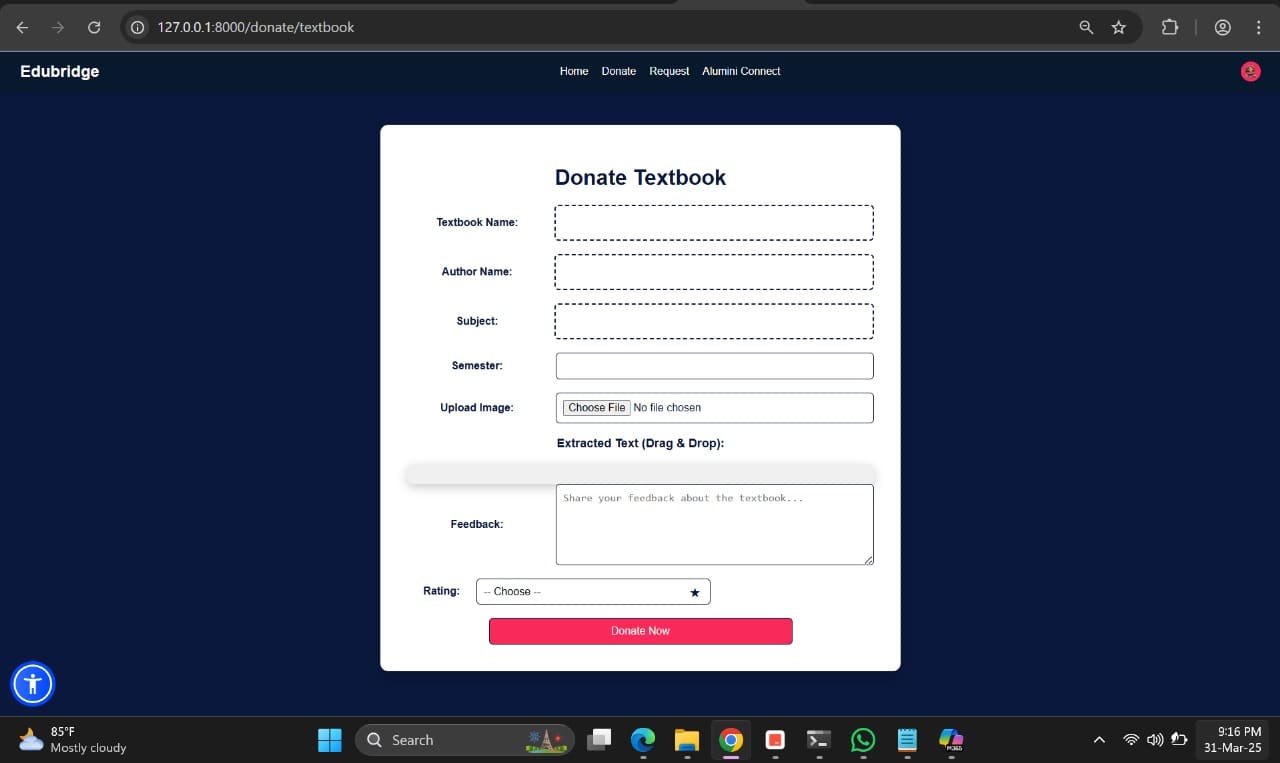 127.0.0.1:8000/donate/textbook
Edubridge
Home Donate Request Alumini Connect
Donate Textbook
Textbook Name:
Author Name:
Subject:
Semester:
Upload Image: Choose File No file chosen
Extracted Text (Drag & Drop):
Share your feedback about the textbook...
Feedback:
Rating: -- Choose -- ★
Donate Now
85°F
Mostly cloudy
Search
M365
9:16 PM
31-Mar-25